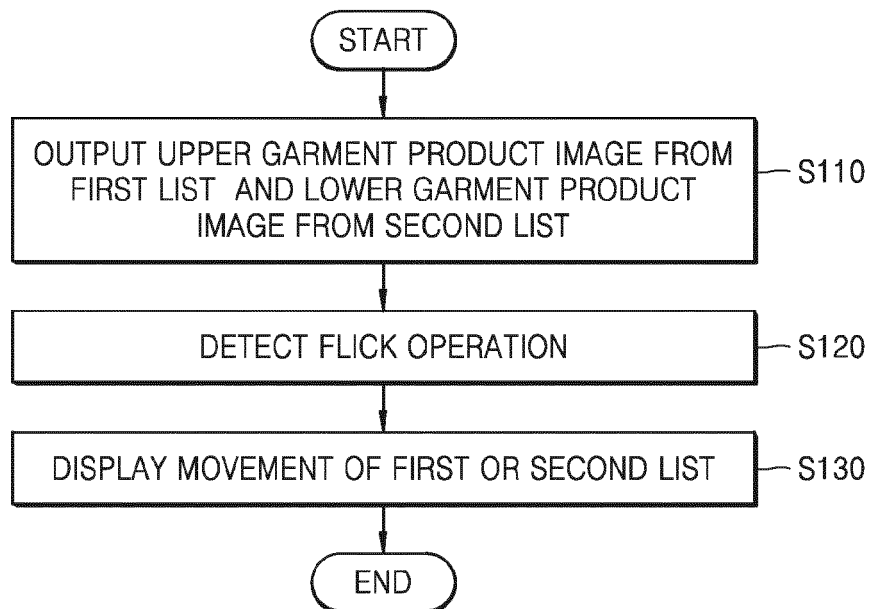 START
OUTPUT UPPER GARMENT PRODUCT IMAGE FROM
FIRST LIST AND LOWER GARMENT PRODUCT
IMAGE FROM SECOND LIST
S110
DETECT FLICK OPERATION
S120
DISPLAY MOVEMENT OF FIRST OR SECOND LIST
S130
END